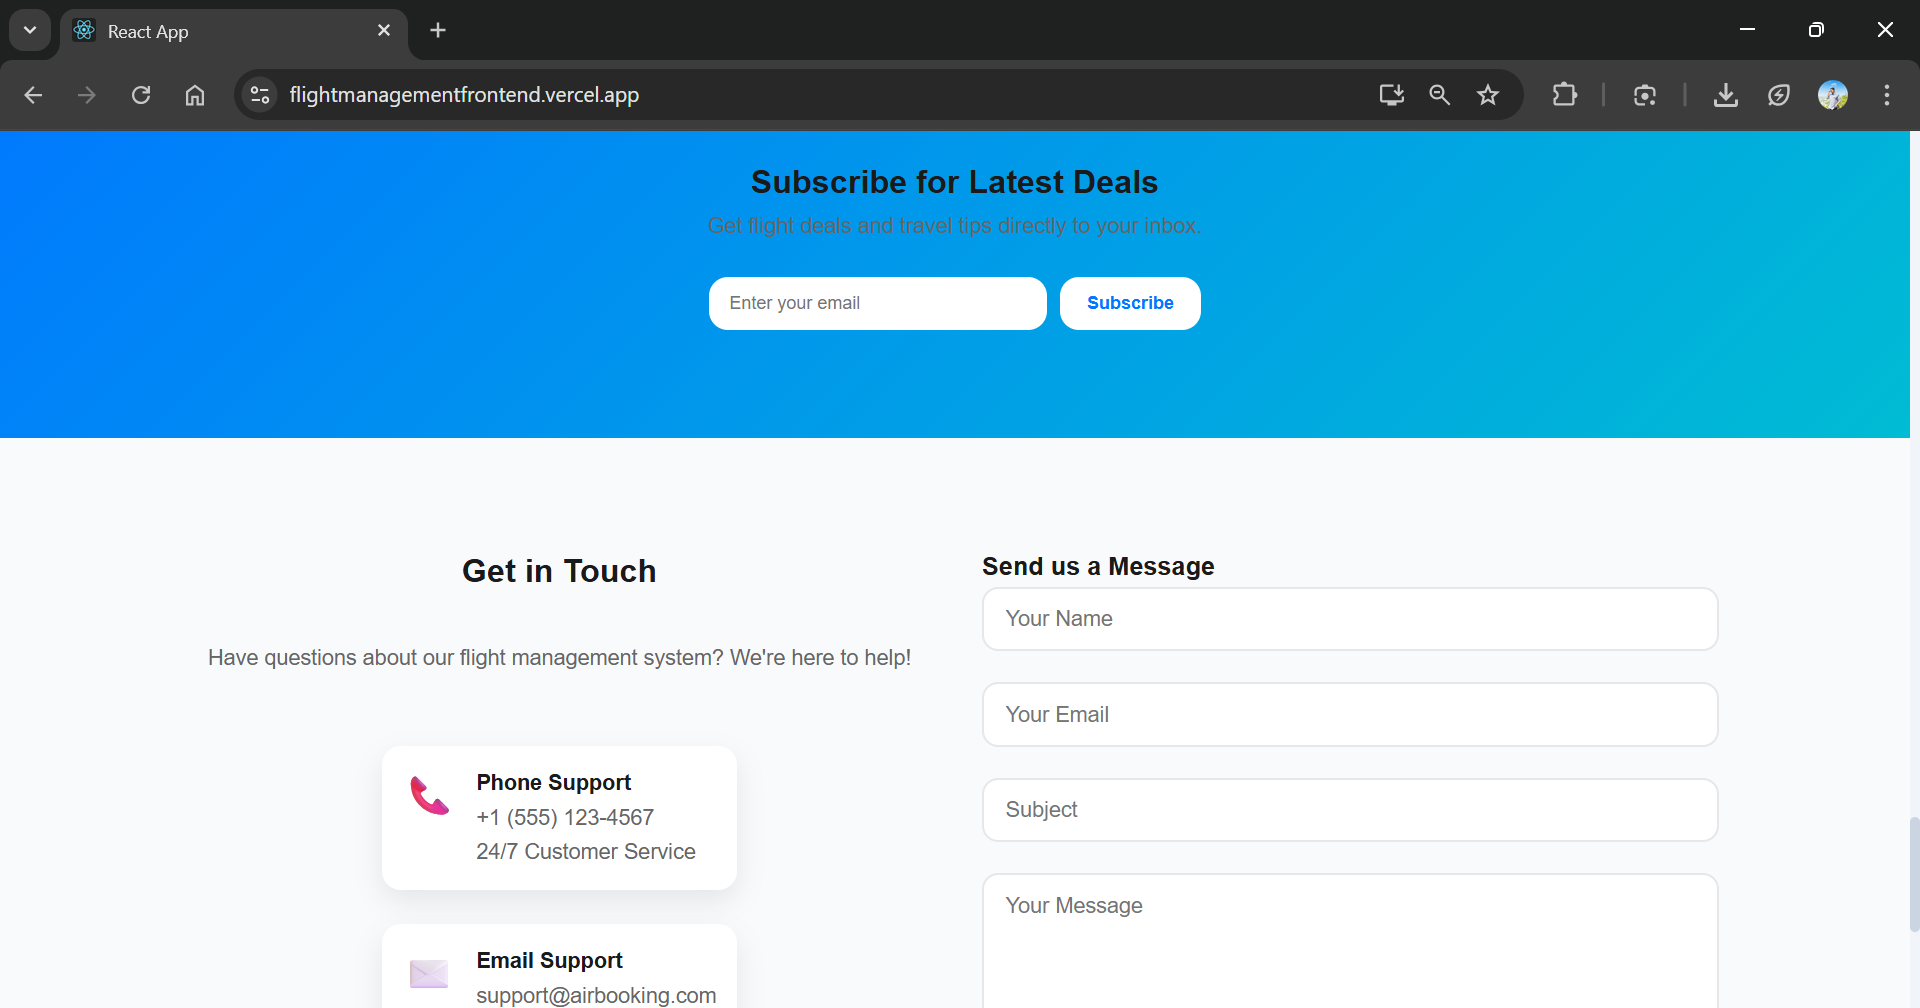 React App
flightmanagementfrontend.vercel.app
Subscribe for Latest Deals
Get flight deals and travel tips directly to your inbox.
Enter your email
Subscribe
Get in Touch
Have questions about our flight management system? We're here to help!
Phone Support
+1 (555) 123-4567
24/7 Customer Service
Email Support
support@airbooking.com
Send us a Message
Your Name
Your Email
Subject
Your Message